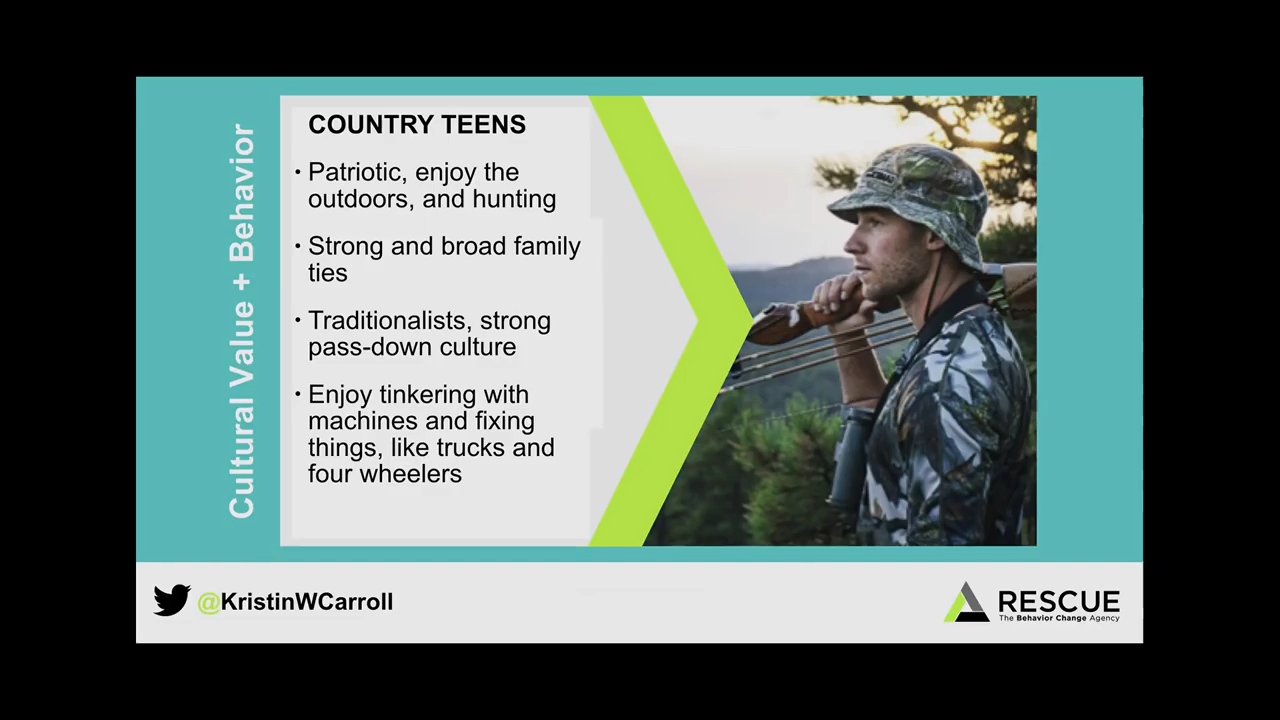 Cultural Value + Behavior
COUNTRY TEENS
• Patriotic, enjoy the
outdoors, and hunting
• Strong and broad family
ties
• Traditionalists, strong
pass-down culture
• Enjoy tinkering with
machines and fixing
things, like trucks and
four wheelers
@KristinWCarroll
RESCUE
The Behavior Change Agency